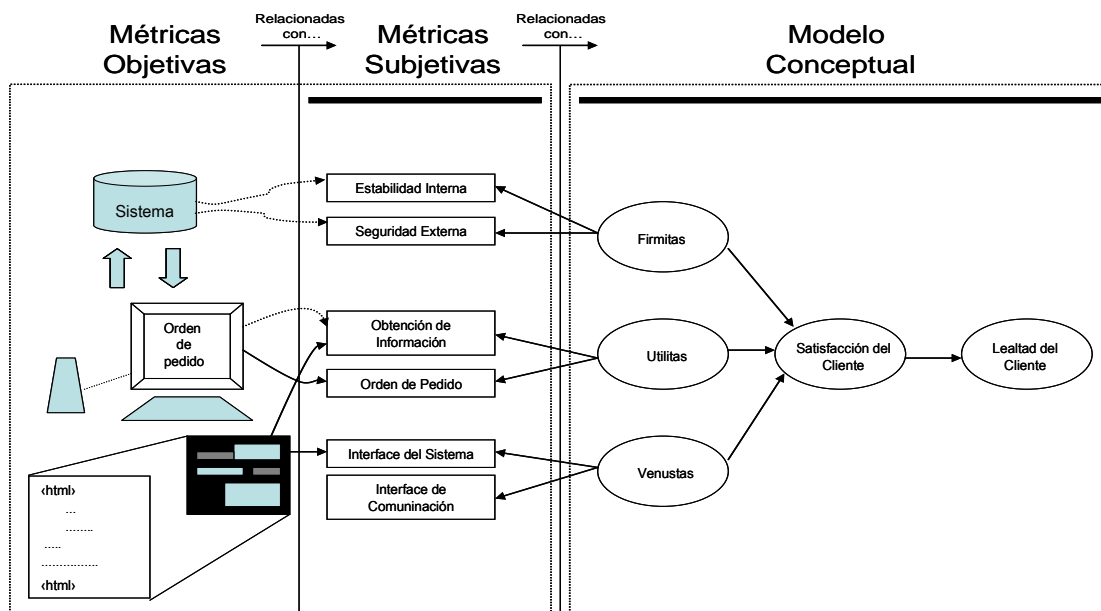 Métricas
Objetivas
Relacionadas
con…
Métricas
Subjetivas
Relacionadas
con…
Modelo
Conceptual
Sistema
Estabilidad Interna
Seguridad Externa
Firmitas
Orden
de
pedido
Obtención de
Información
Orden de Pedido
Utilitas
Satisfacción del
Cliente
Lealtad del
Cliente
Interface del Sistema
Interface de
Comuninación
Venustas
‹html›
...
........
.....
.................
‹html›